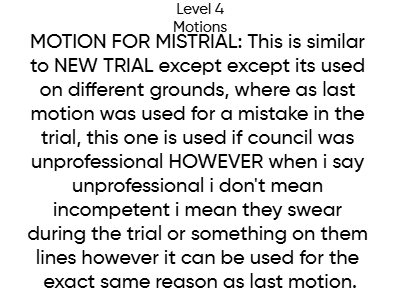 Level 4
Motions
MOTION FOR MISTRIAL: This is similar
to NEW TRIAL except except its used
on different grounds, where as last
motion was used for a mistake in the
trial, this one is used if council was
unprofessional HOWEVER when i say
unprofessional i don't mean
incompetent i mean they swear
during the trial or something on them
lines however it can be used for the
exact same reason as last motion.